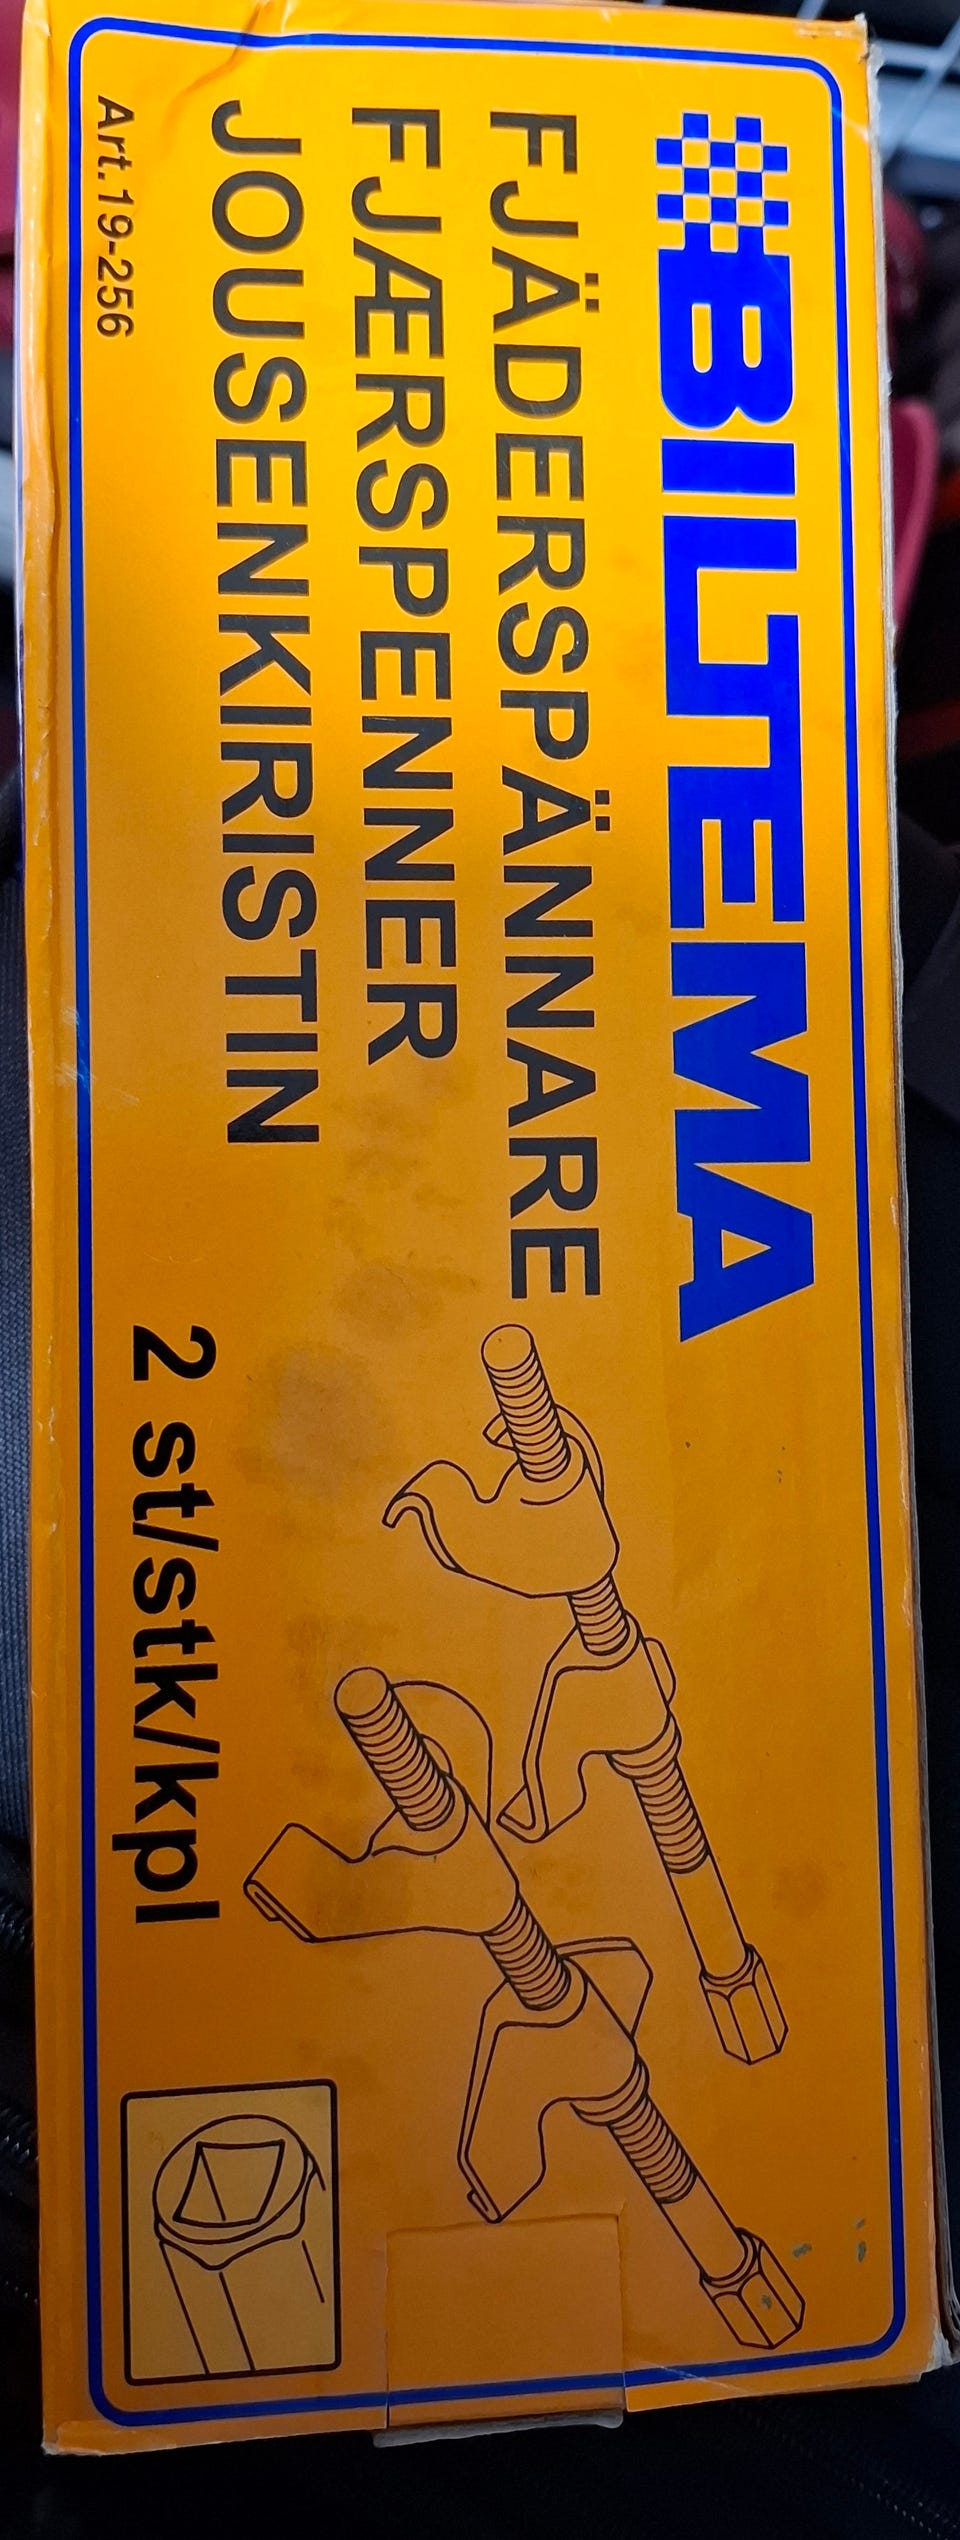 BILTEMA
FJÄDERSPÄNNARE
FJÆRSPENNER
JOUSENKIRISTIN
Art. 19-256
2 st/stk/kpl